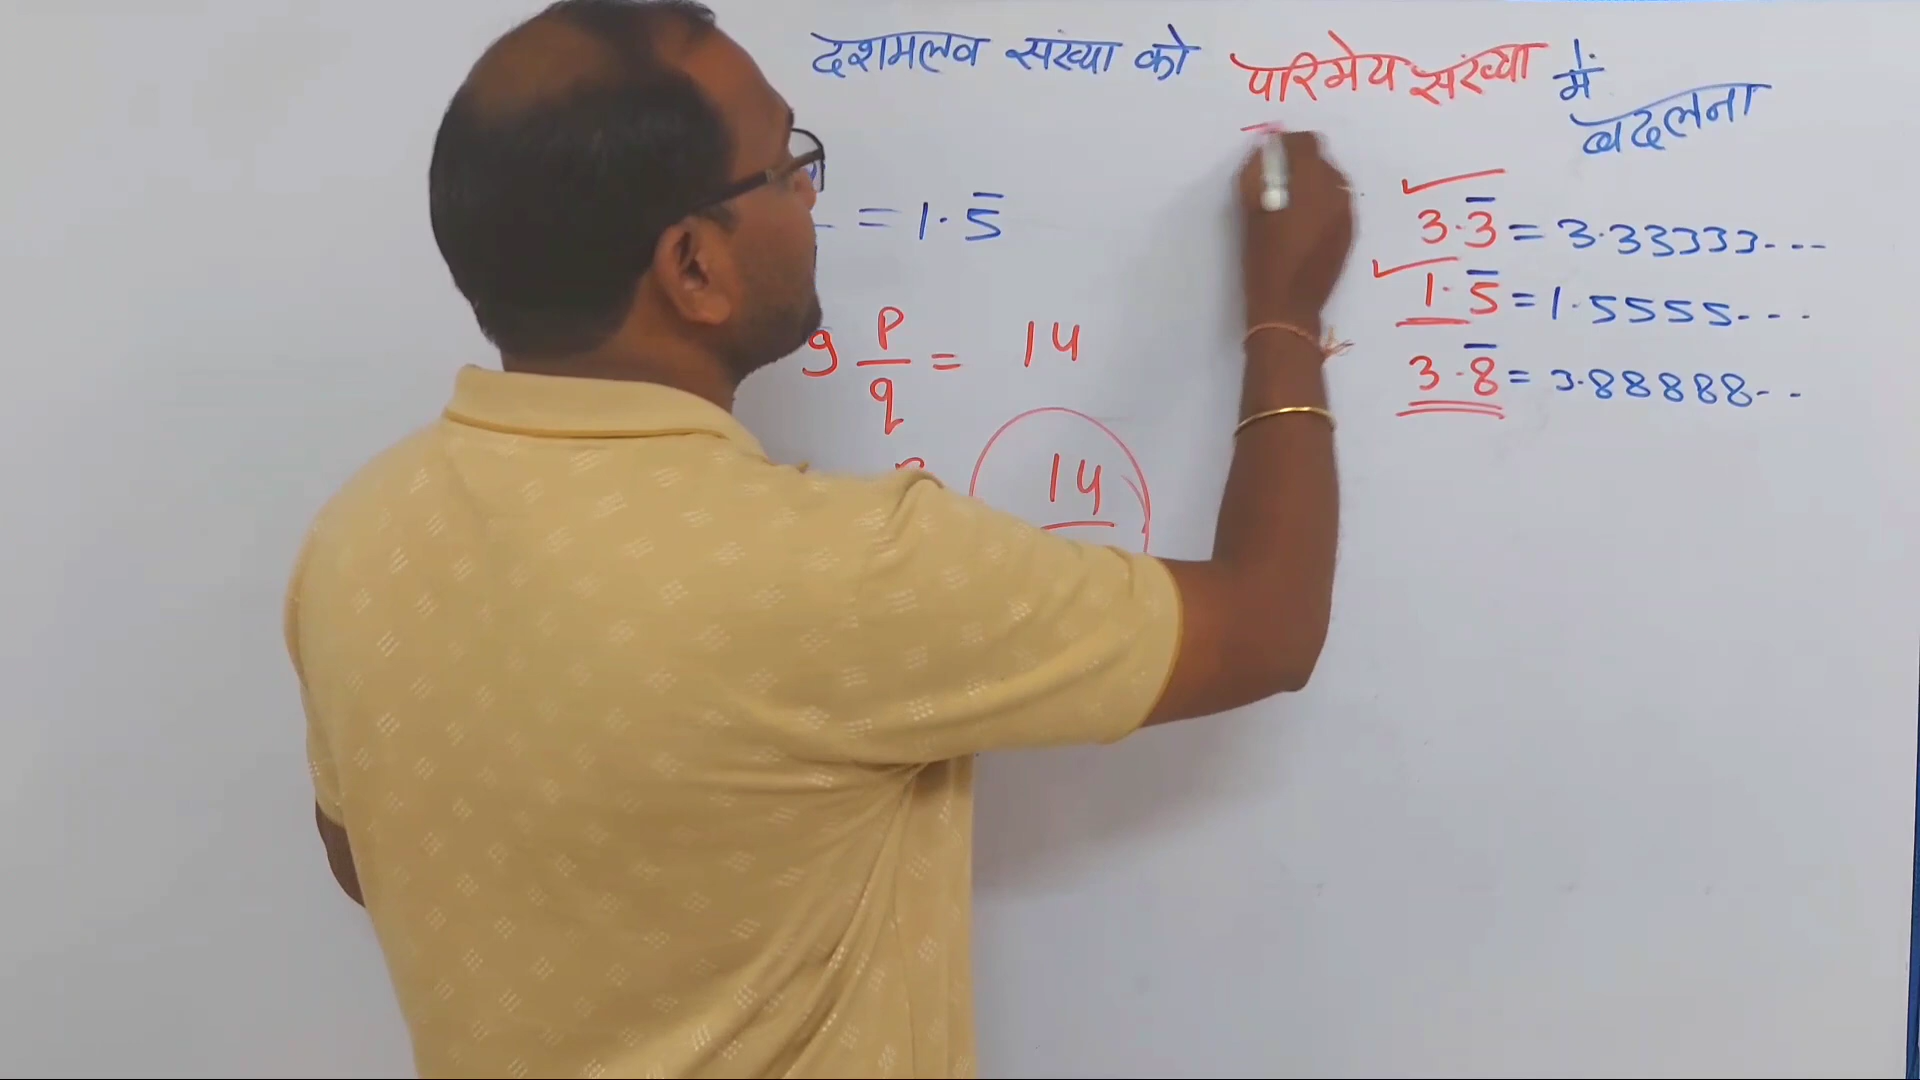 दशमलव संख्या को परिमेय संख्या में
बदलना
= 1.5̅
9 p/q = 14
14
3.3̅ = 3.33333---
1.5̅ = 1.5555---
3.8̅ = 3.88888--